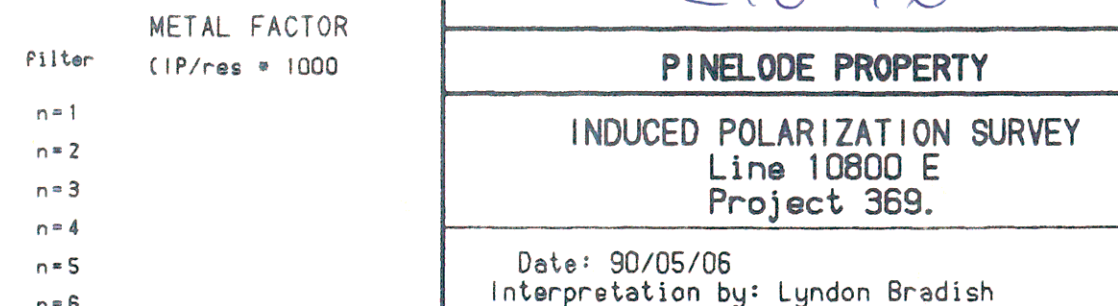 METAL FACTOR
filter (IP/res * 1000
n=1
n=2
n=3
n=4
n=5
n=6
PINELODE PROPERTY
INDUCED POLARIZATION SURVEY
Line 10800 E
Project 369.
Date: 90/05/06
Interpretation by: Lyndon Bradish